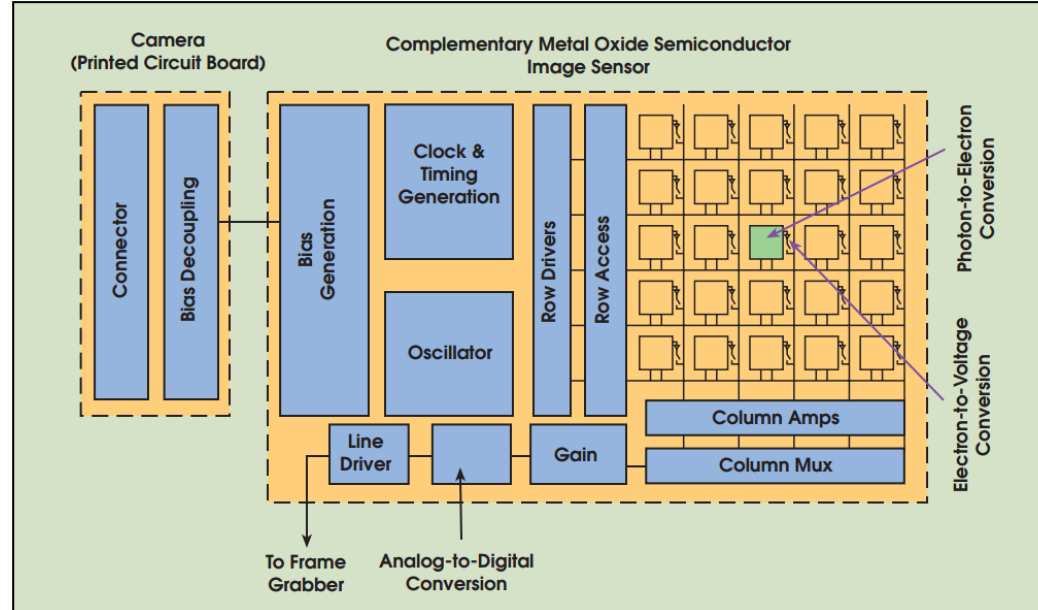 Camera
(Printed Circuit Board)
Complementary Metal Oxide Semiconductor
Image Sensor
Connector
Bias Decoupling
Bias
Generation
Clock &
Timing
Generation
Oscillator
Row Drivers
Row Access
Photon-to-Electron
Conversion
Electron-to-Voltage
Conversion
Column Amps
Column Mux
Line
Driver
Gain
To Frame
Grabber
Analog-to-Digital
Conversion